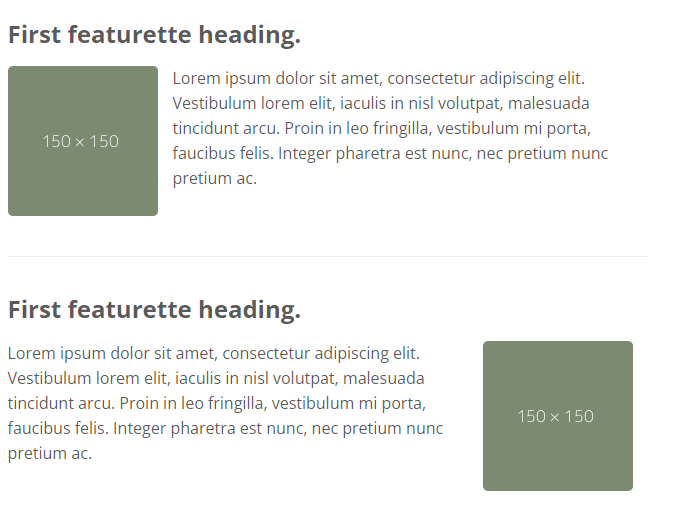 First featurette heading.
150 × 150
Lorem ipsum dolor sit amet, consectetur adipiscing elit.
Vestibulum lorem elit, iaculis in nisl volutpat, malesuada
tincidunt arcu. Proin in leo fringilla, vestibulum mi porta,
faucibus felis. Integer pharetra est nunc, nec pretium nunc
pretium ac.
First featurette heading.
Lorem ipsum dolor sit amet, consectetur adipiscing elit.
Vestibulum lorem elit, iaculis in nisl volutpat, malesuada
tincidunt arcu. Proin in leo fringilla, vestibulum mi porta,
faucibus felis. Integer pharetra est nunc, nec pretium nunc
pretium ac.
150 × 150